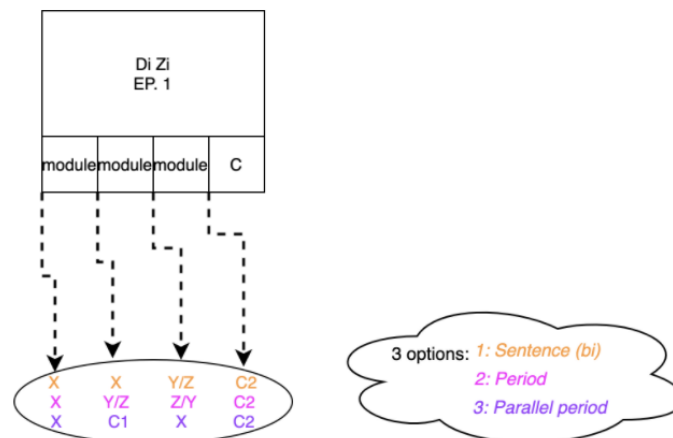 Di Zi
EP. 1
module module module C
3 options: 1: Sentence (bi)
2: Period
3: Parallel period
X X Y/Z C2
X Y/Z Z/Y C2
X C1 X C2